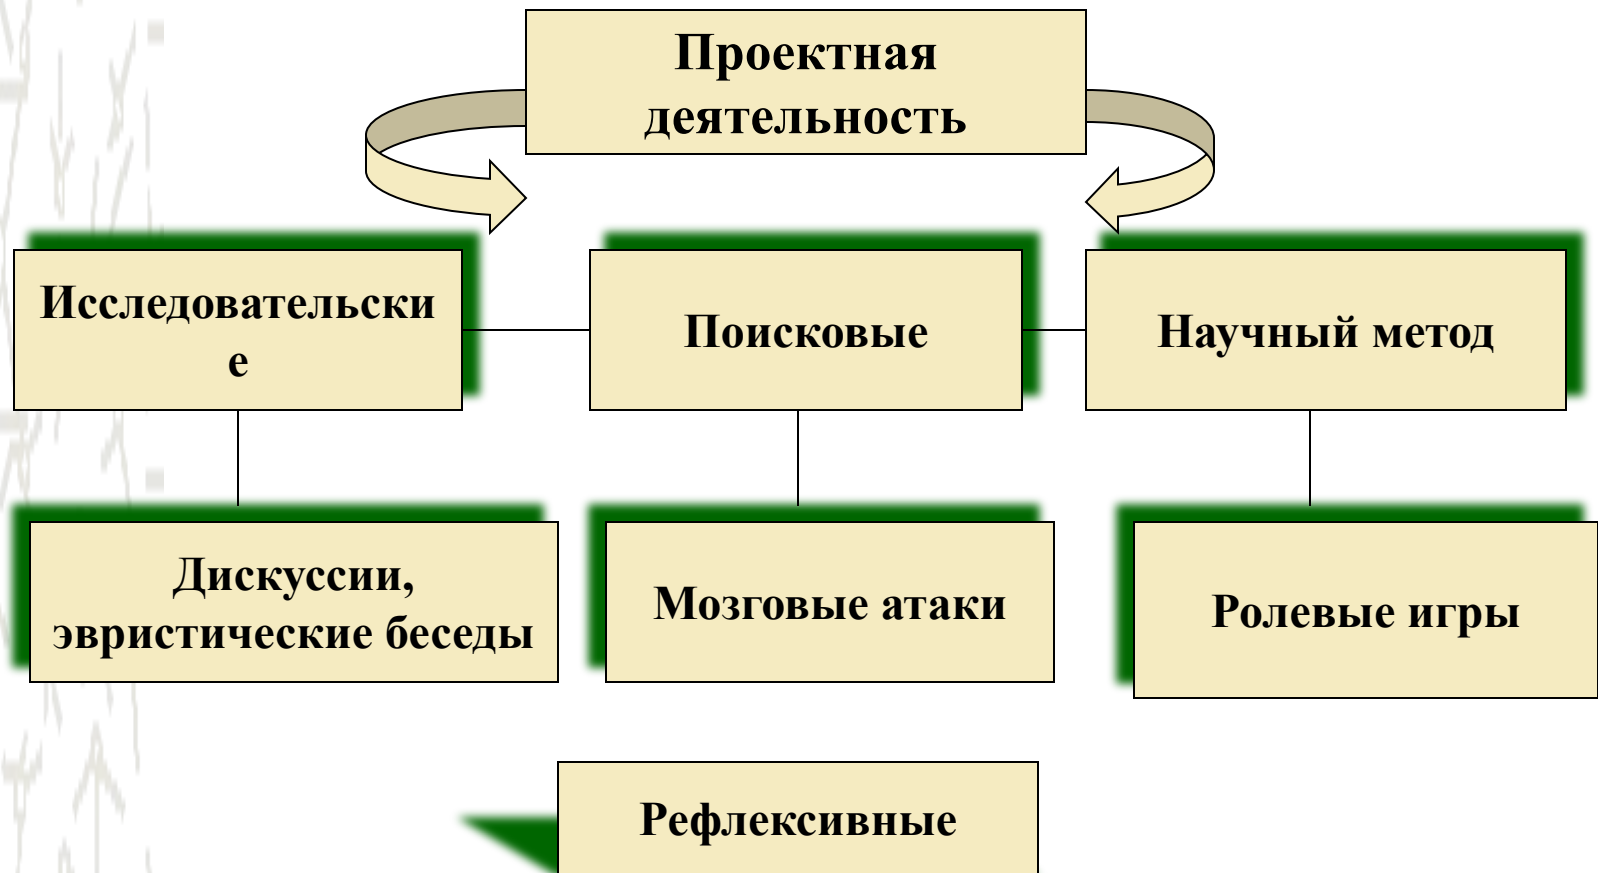 Проектная
деятельность
Исследовательски
е
Поисковые
Научный метод
Дискуссии,
эвристические беседы
Мозговые атаки
Ролевые игры
Рефлексивные